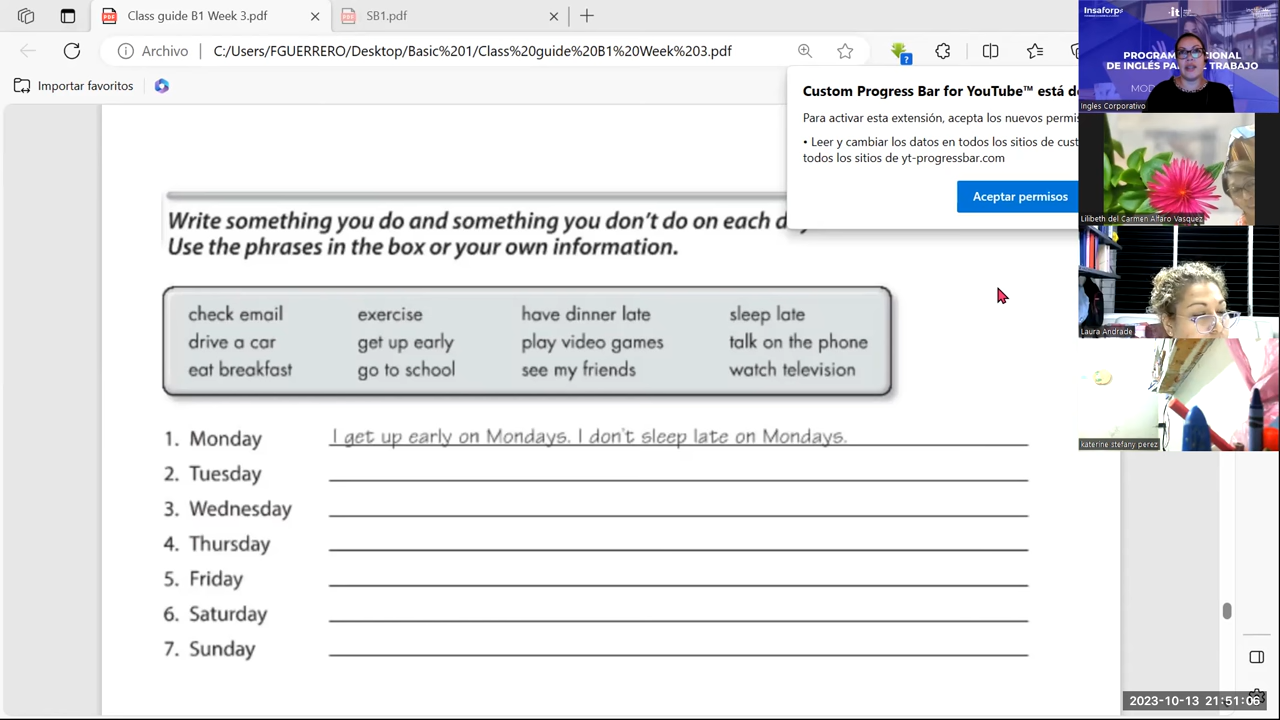 Class guide B1 Week 3.pdf
SB 1.pdf
Archivo
C:/Users/FGUERRERO/Desktop/Basic%201/Class%20guide%20B1%20Week%203.pdf
Importar favoritos
Custom Progress Bar for YouTube™ está de
Para activar esta extensión, acepta los nuevos permis
• Leer y cambiar los datos en todos los sitios de cust
todos los sitios de yt-progressbar.com
Aceptar permisos
Insaforp
Ingles Corporativo
Lilibeth del Carmen Alfaro Vasquez
Laura Andrade
katerine stefany perez
Write something you do and something you don't do on each d
Use the phrases in the box or your own information.
check email exercise have dinner late sleep late
drive a car get up early play video games talk on the phone
eat breakfast go to school see my friends watch television
1. Monday I get up early on Mondays. I don't sleep late on Mondays.
2. Tuesday
3. Wednesday
4. Thursday
5. Friday
6. Saturday
7. Sunday
2023-10-13 21:51:06